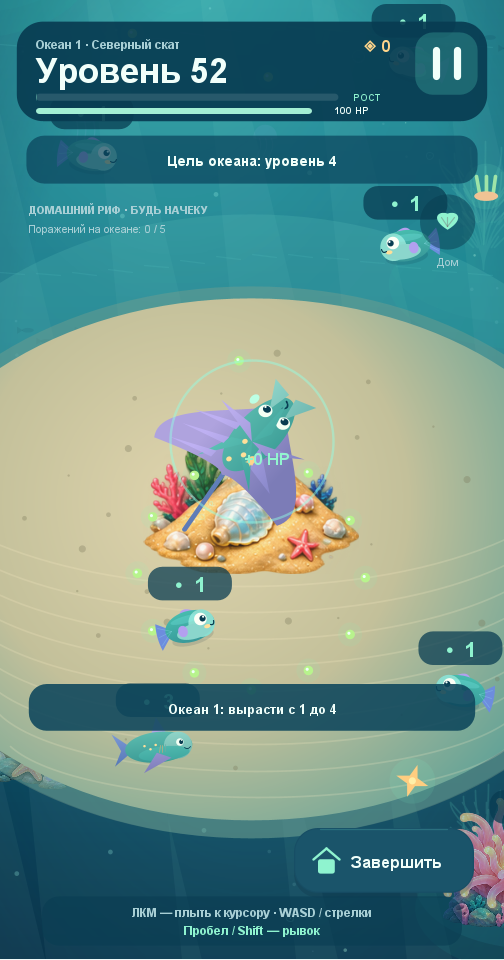 • 1
Океан 1 · Северный скат
0
Уровень 52
РОСТ
100 HP
Цель океана: уровень 4
ДОМАШНИЙ РИФ · БУДЬ НАЧЕКУ
Поражений на океане: 0 / 5
• 1
Дом
+0 HP
• 1
• 1
• 3
Океан 1: вырасти с 1 до 4
Завершить
ЛКМ — плыть к курсору · WASD / стрелки
Пробел / Shift — рывок